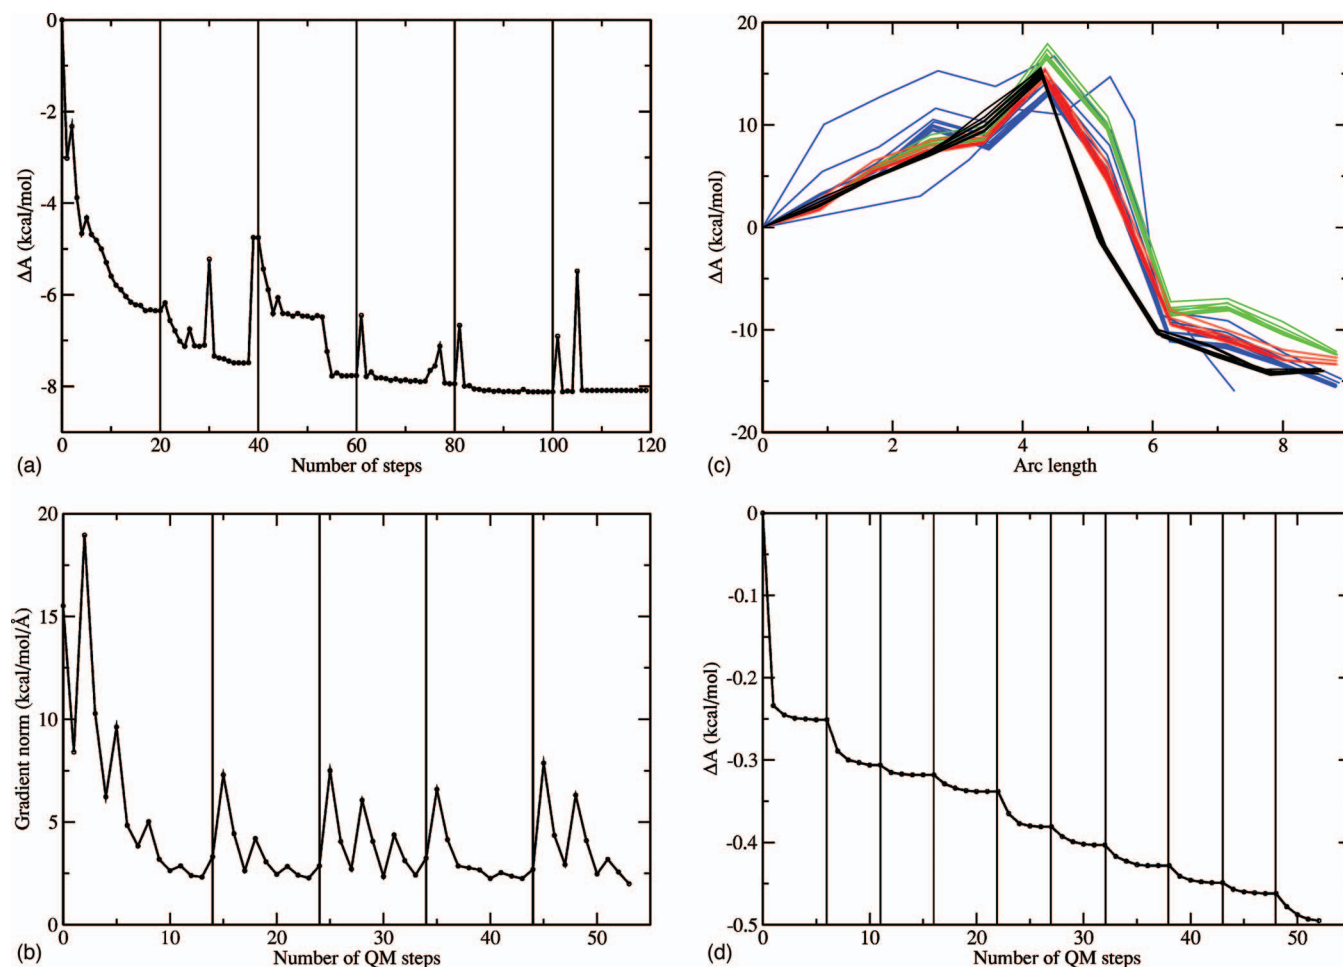 0
-2
-4
-6
-8
ΔA (kcal/mol)
0 20 40 60 80 100 120
Number of steps
(a)
20
10
0
-10
-20
ΔA (kcal/mol)
0 2 4 6 8
Arc length
(c)
20
15
10
5
0
Gradient norm (kcal/mol/Å)
0 10 20 30 40 50
Number of QM steps
(b)
0
-0.1
-0.2
-0.3
-0.4
-0.5
ΔA (kcal/mol)
0 10 20 30 40 50
Number of QM steps
(d)